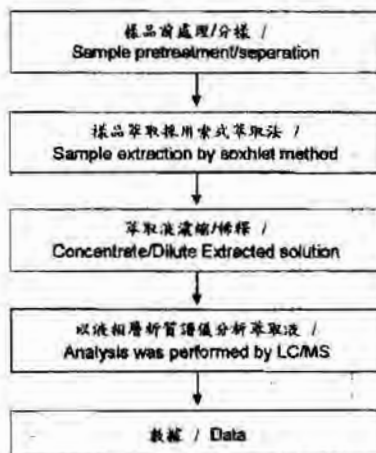 樣品前處理/分樣 /
Sample pretreatment/separation
樣品萃取採用索式萃取法 /
Sample extraction by soxhlet method
萃取液濃縮/稀釋 /
Concentrate/Dilute Extracted solution
以液相層析質譜儀分析萃取液 /
Analysis was performed by LC/MS
數據 / Data